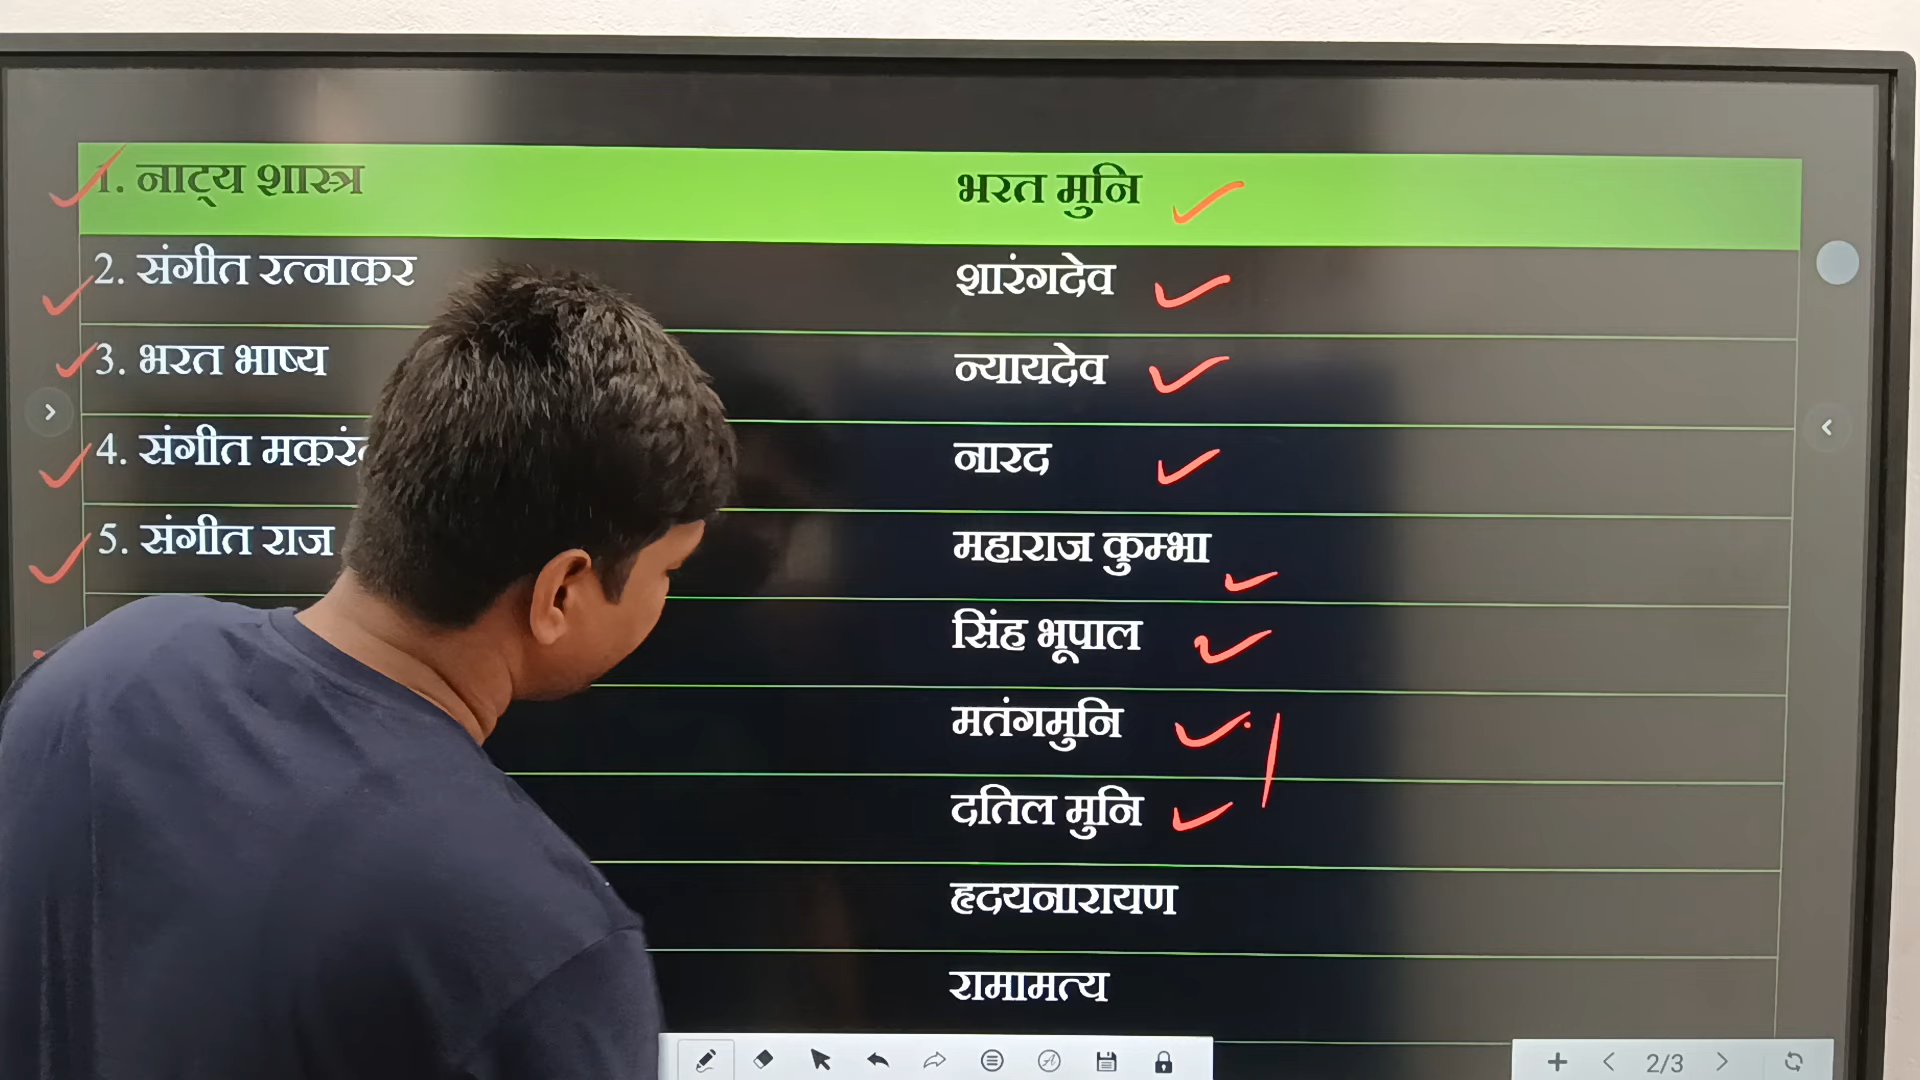 1. नाट्य शास्त्र भरत मुनि
2. संगीत रत्नाकर शारंगदेव
3. भरत भाष्य न्यायदेव
4. संगीत नारद
5. संगीत राज महाराज कुम्भा
सिंह भूपाल
मतंगमुनि
दतिल मुनि
हृदयनारायण
रामामत्य
2/3